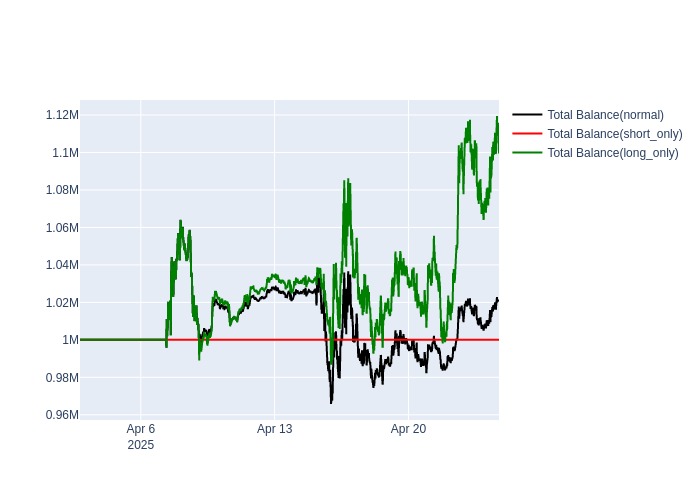 1.12M
1.1M
1.08M
1.06M
1.04M
1.02M
1M
0.98M
0.96M
Apr 6
2025
Apr 13
Apr 20
Total Balance(normal)
Total Balance(short_only)
Total Balance(long_only)